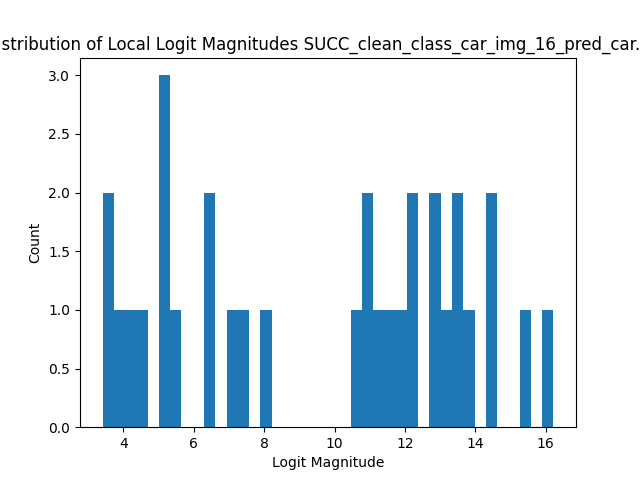 stribution of Local Logit Magnitudes SUCC_clean_class_car_img_16_pred_car.
3.0
2.5
2.0
1.5
1.0
0.5
0.0
Count
4 6 8 10 12 14 16
Logit Magnitude